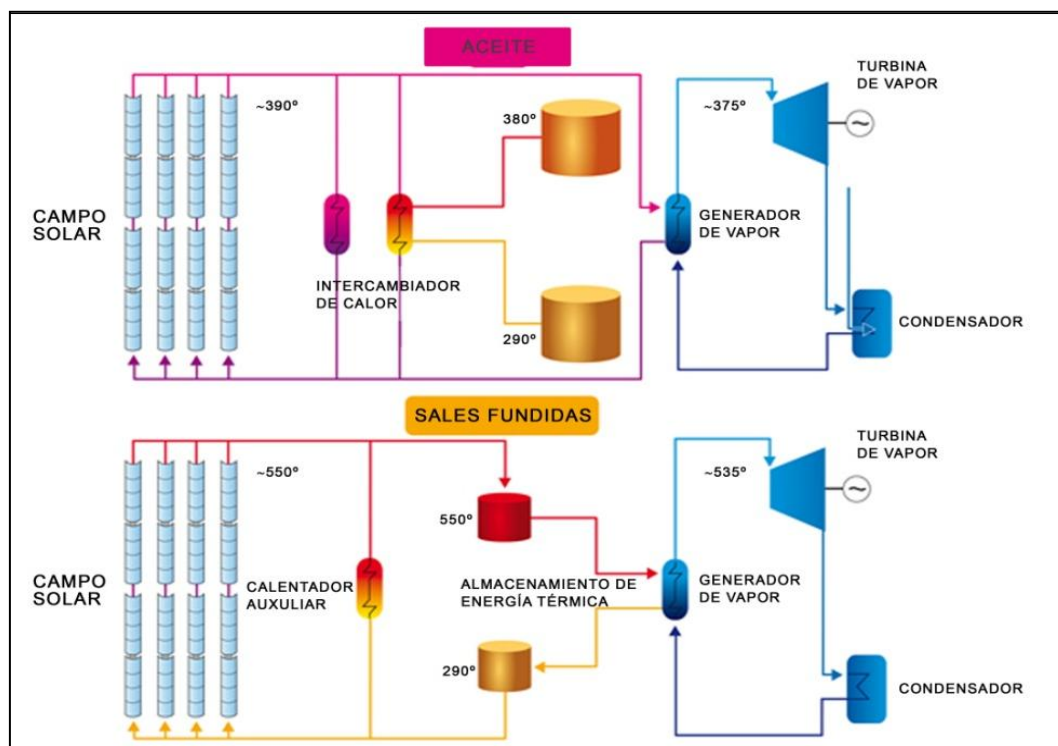 ACEITE
TURBINA
DE VAPOR
~390º
380º
~375º
CAMPO
SOLAR
GENERADOR
DE VAPOR
INTERCAMBIADOR
DE CALOR
290º
CONDENSADOR
SALES FUNDIDAS
TURBINA
DE VAPOR
~550º
~535º
550º
CAMPO
SOLAR
CALENTADOR
AUXULIAR
ALMACENAMIENTO DE
ENERGÍA TÉRMICA
GENERADOR
DE VAPOR
290º
CONDENSADOR